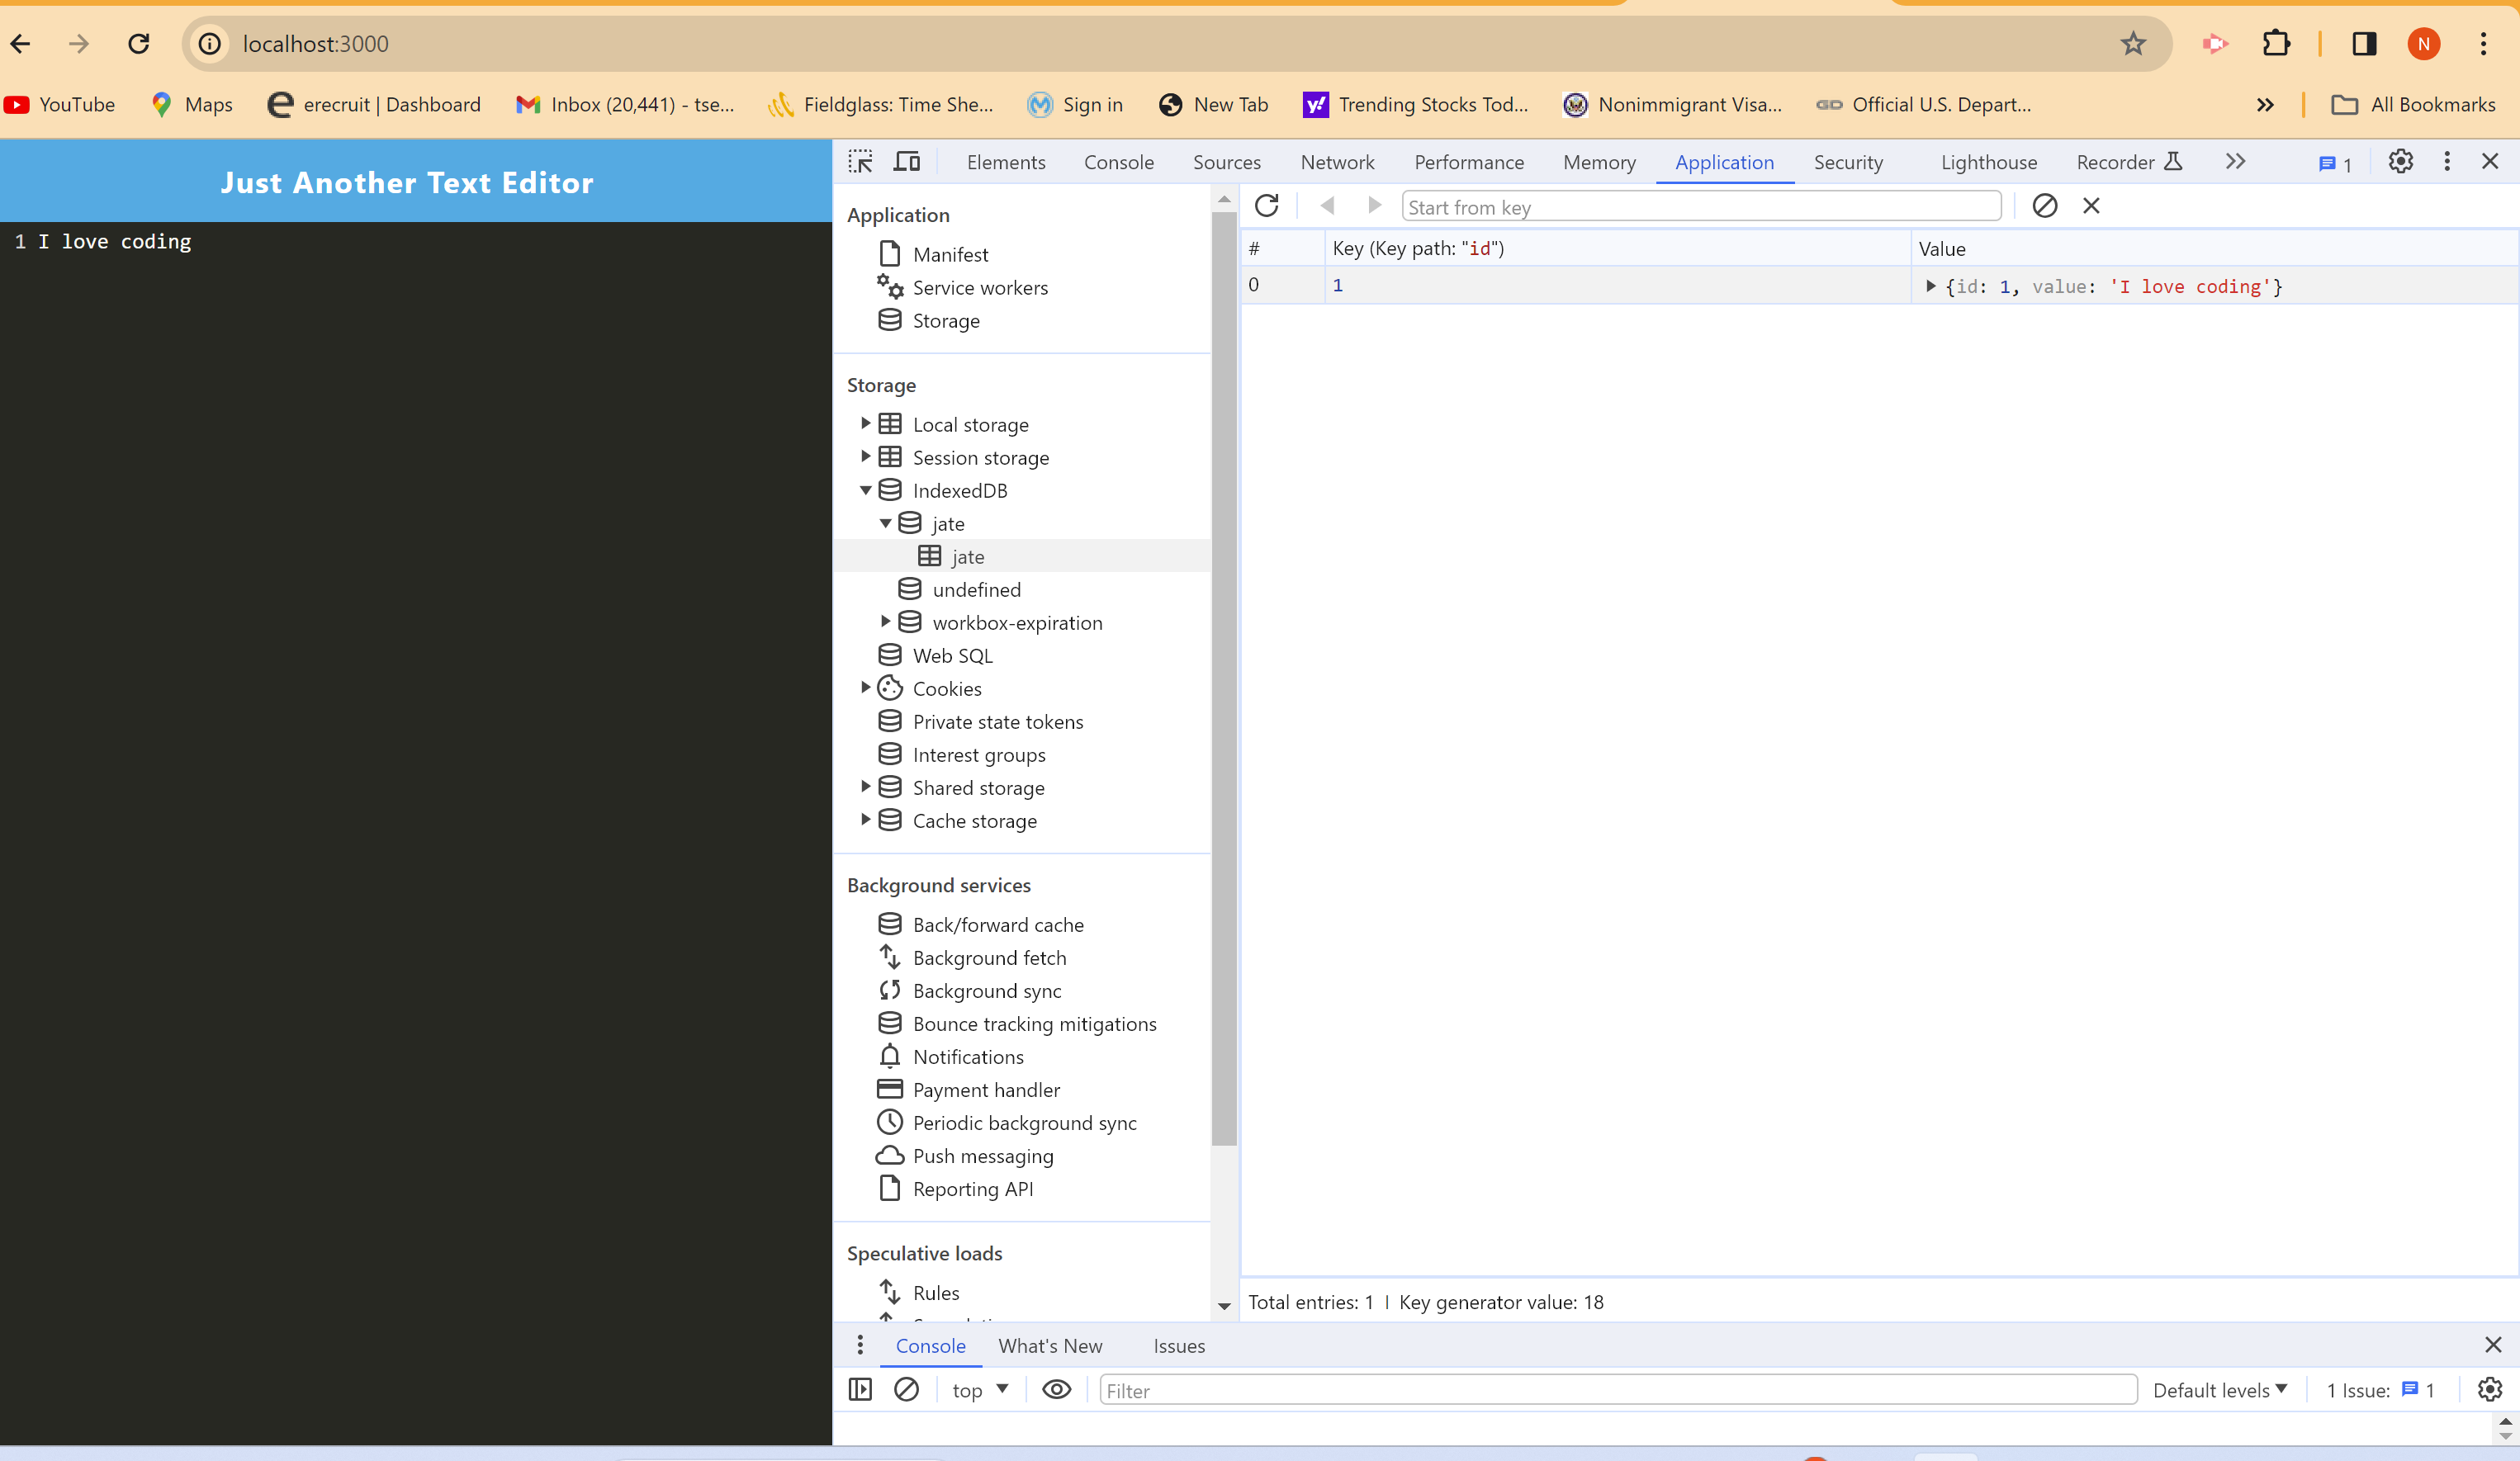 localhost:3000
N
YouTube Maps erecruit | Dashboard Inbox (20,441) - tse... Fieldglass: Time She... Sign in New Tab Trending Stocks Tod... Nonimmigrant Visa... Official U.S. Depart... All Bookmarks
Just Another Text Editor
1 I love coding
Elements Console Sources Network Performance Memory Application Security Lighthouse Recorder 1
Application
Manifest
Service workers
Storage
Storage
Local storage
Session storage
IndexedDB
jate
jate
undefined
workbox-expiration
Web SQL
Cookies
Private state tokens
Interest groups
Shared storage
Cache storage
Background services
Back/forward cache
Background fetch
Background sync
Bounce tracking mitigations
Notifications
Payment handler
Periodic background sync
Push messaging
Reporting API
Speculative loads
Rules
Start from key
# Key (Key path: "id") Value
0 1 {id: 1, value: 'I love coding'}
Total entries: 1 Key generator value: 18
Console What's New Issues
top Filter Default levels 1 Issue: 1